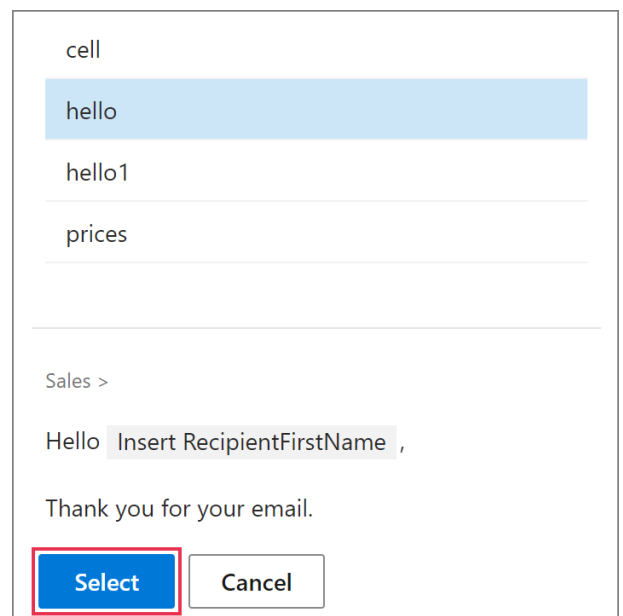 cell
hello
hello1
prices
Sales >
Hello Insert RecipientFirstName ,
Thank you for your email.
Select Cancel